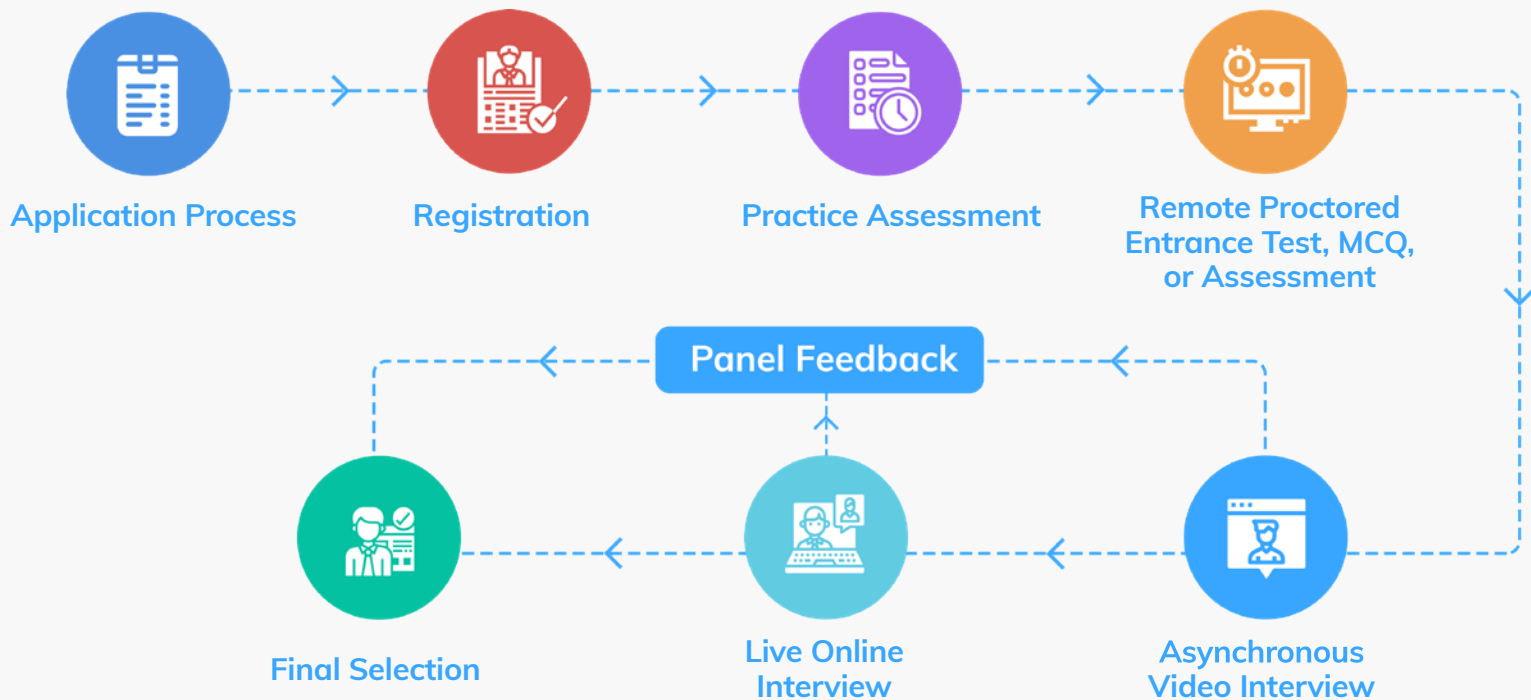 Application Process
Registration
Practice Assessment
Remote Proctored
Entrance Test, MCQ,
or Assessment
Panel Feedback
Final Selection
Live Online
Interview
Asynchronous
Video Interview